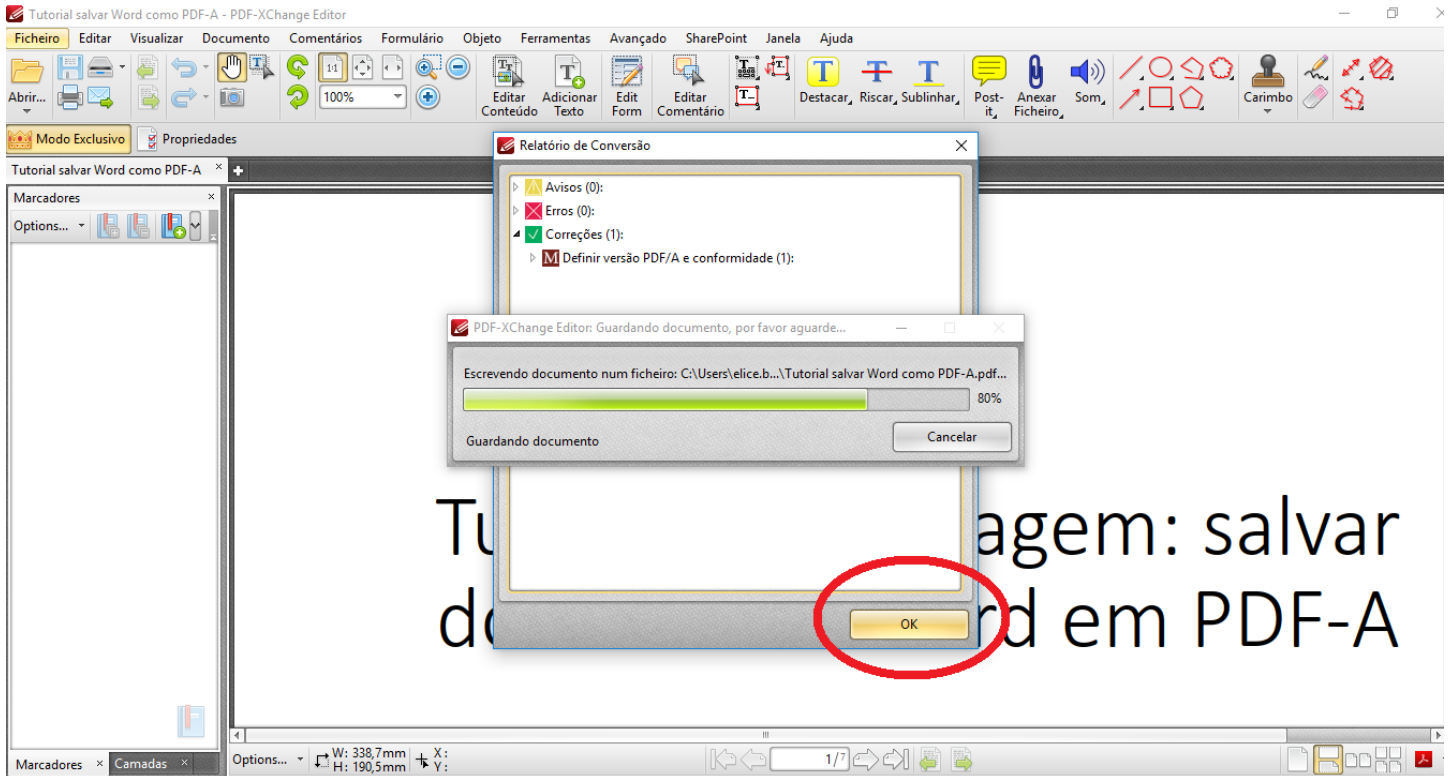 Tutorial salvar Word como PDF-A - PDF-XChange Editor
Ficheiro Editar Visualizar Documento Comentários Formulário Objeto Ferramentas Avançado SharePoint Janela Ajuda
Abrir...
1:1
100%
Editar Conteúdo
Adicionar Texto
Edit Form
Editar Comentário
Destacar
Riscar
Sublinhar
Post-it
Anexar Ficheiro
Som
Carimbo
Modo Exclusivo Propriedades
Tutorial salvar Word como PDF-A
Marcadores
Options...
Relatório de Conversão
Avisos (0):
Erros (0):
Correções (1):
M Definir versão PDF/A e conformidade (1):
PDF-XChange Editor: Guardando documento, por favor aguarde...
Escrevendo documento num ficheiro: C:\Users\elice.b...\Tutorial salvar Word como PDF-A.pdf...
80%
Guardando documento
Cancelar
Tu agem: salvar
do rd em PDF-A
OK
Marcadores Camadas
Options...
W: 338,7mm X:
H: 190,5mm Y:
1/7